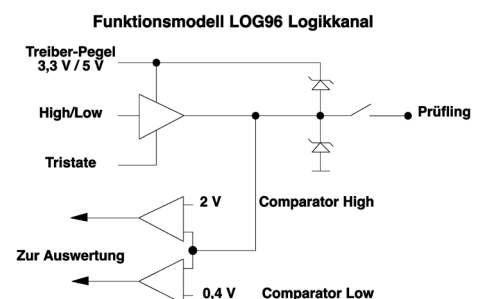 Funktionsmodell LOG96 Logikkanal
Treiber-Pegel
3,3 V / 5 V
High/Low
Prüfling
Tristate
2 V
Comparator High
Zur Auswertung
0,4 V
Comparator Low